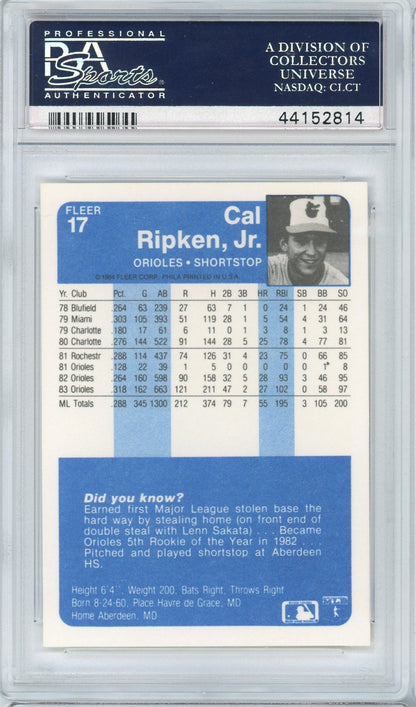 PROFESSIONAL
PSA
Sports
AUTHENTICATOR
A DIVISION OF
COLLECTORS
UNIVERSE
NASDAQ: CLCT
44152814
FLEER
17
Cal
Ripken, Jr.
ORIOLES • SHORTSTOP
© 1984 FLEER CORP. PHILA PRINTED IN U.S.A.
Yr. Club Pct. G AB R H 2B 3B HR RBI SB BB SO
78 Blufield .264 63 239 27 63 7 1 0 24 1 24 46
79 Miami .303 105 393 51 119 28 1 5 54 4 31 64
79 Charlotte .180 17 61 6 11 0 1 3 8 1 3 13
80 Charlotte .276 144 522 91 144 28 5 25 78 4 77 81
81 Rochestr .288 114 437 74 126 31 4 23 75 0 66 85
81 Orioles .128 22 39 1 5 0 0 0 0 0 1 8
82 Orioles .264 160 598 90 158 32 5 28 93 3 46 95
83 Orioles .318 162 663 121 211 47 2 27 102 0 58 97
ML Totals .288 345 1300 212 374 79 7 55 195 3 105 200
Did you know?
Earned first Major League stolen base the
hard way by stealing home (on front end of
double steal with Lenn Sakata) . . . Became
Orioles 5th Rookie of the Year in 1982 . . .
Pitched and played shortstop at Aberdeen
HS.
Height 6'4", Weight 200, Bats Right, Throws Right
Born 8-24-60, Place Havre de Grace, MD
Home Aberdeen, MD